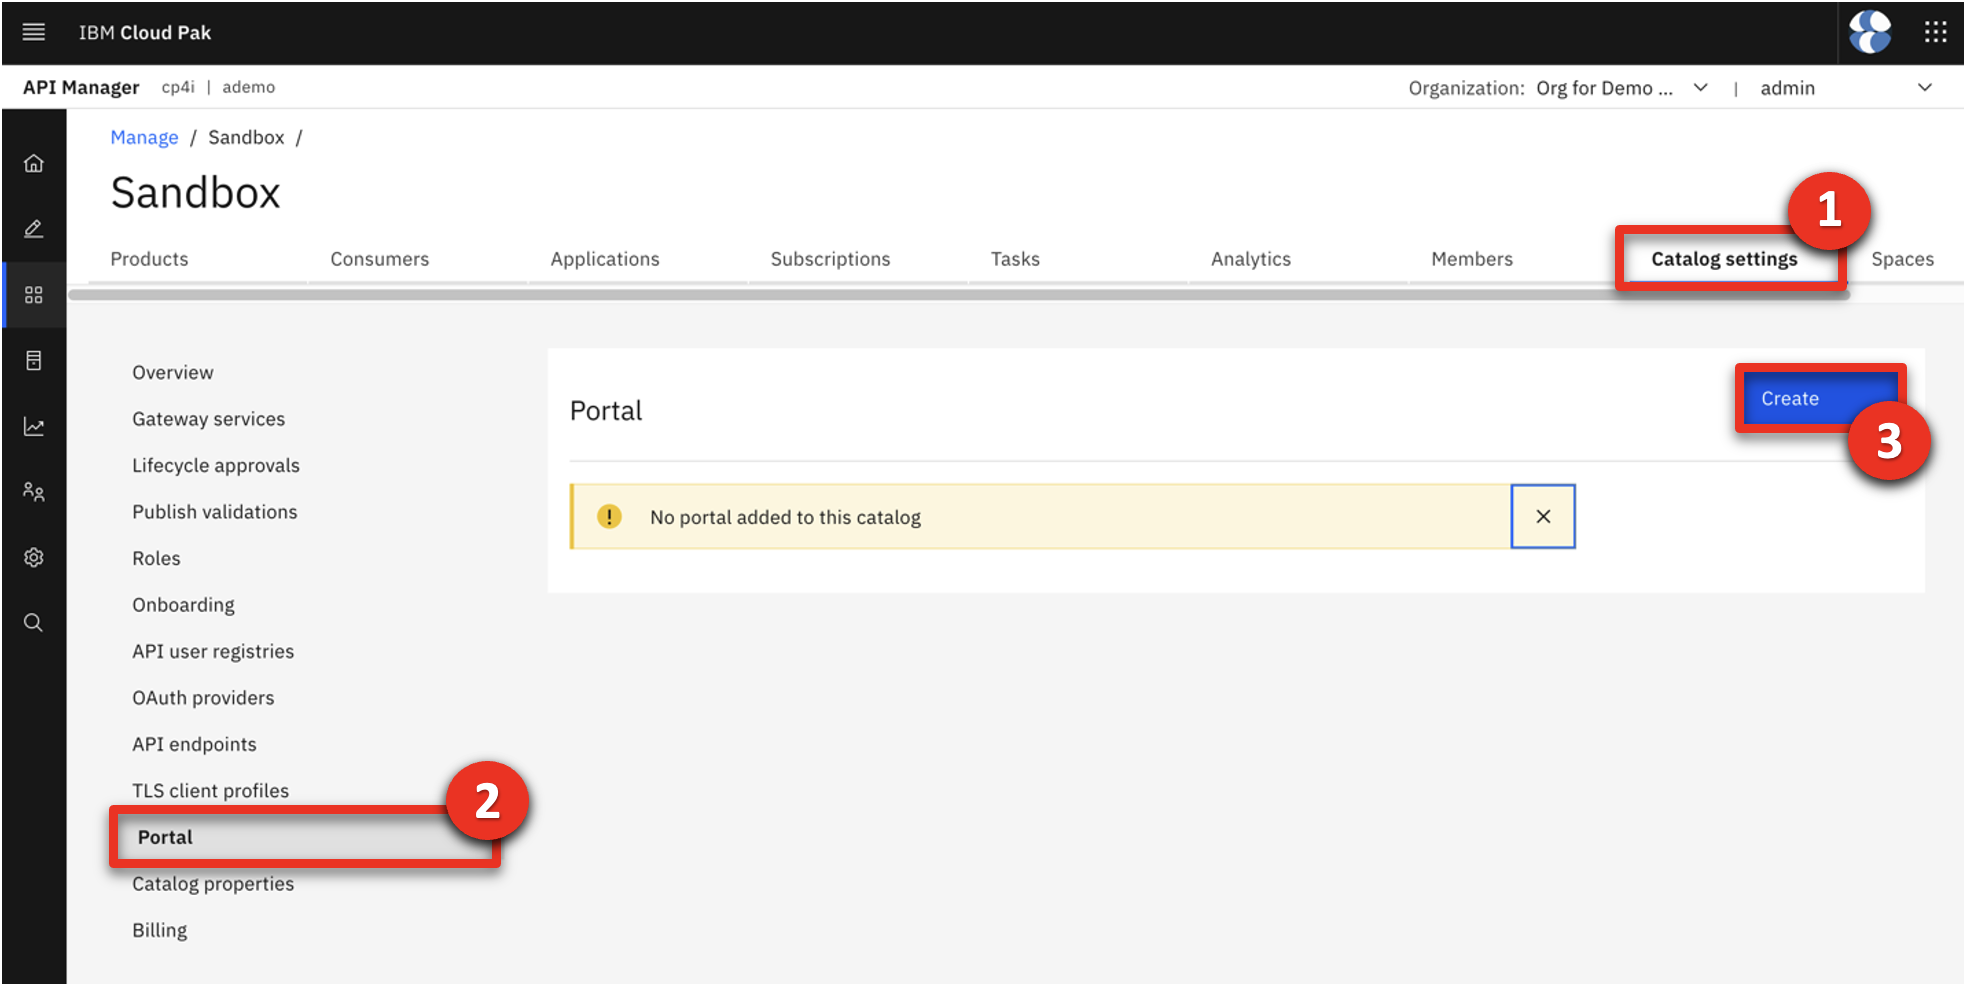 IBM Cloud Pak
API Manager cp4i | ademo Organization: Org for Demo ... | admin
Manage / Sandbox /
Sandbox
1
Products Consumers Applications Subscriptions Tasks Analytics Members Catalog settings Spaces
Overview
Gateway services
Lifecycle approvals
Publish validations
Roles
Onboarding
API user registries
OAuth providers
API endpoints
TLS client profiles
2
Portal
Catalog properties
Billing
Portal
Create
3
! No portal added to this catalog